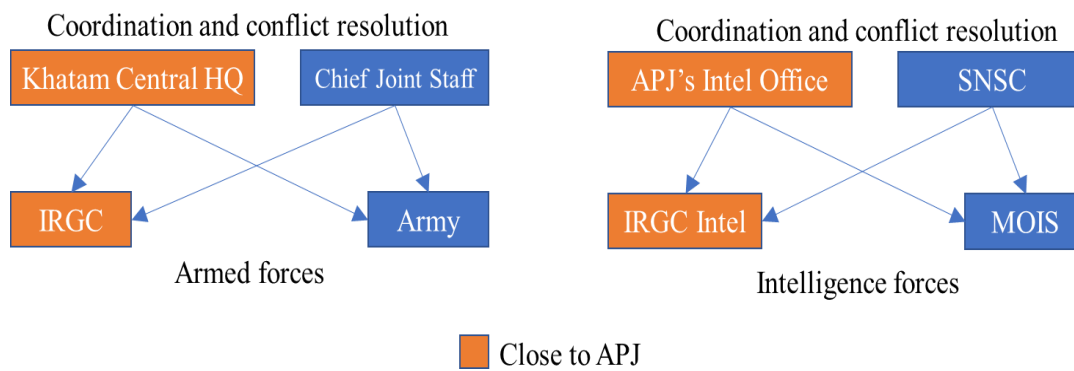 Coordination and conflict resolution
Khatam Central HQ
Chief Joint Staff
IRGC
Army
Armed forces
Coordination and conflict resolution
APJ's Intel Office
SNSC
IRGC Intel
MOIS
Intelligence forces
Close to APJ